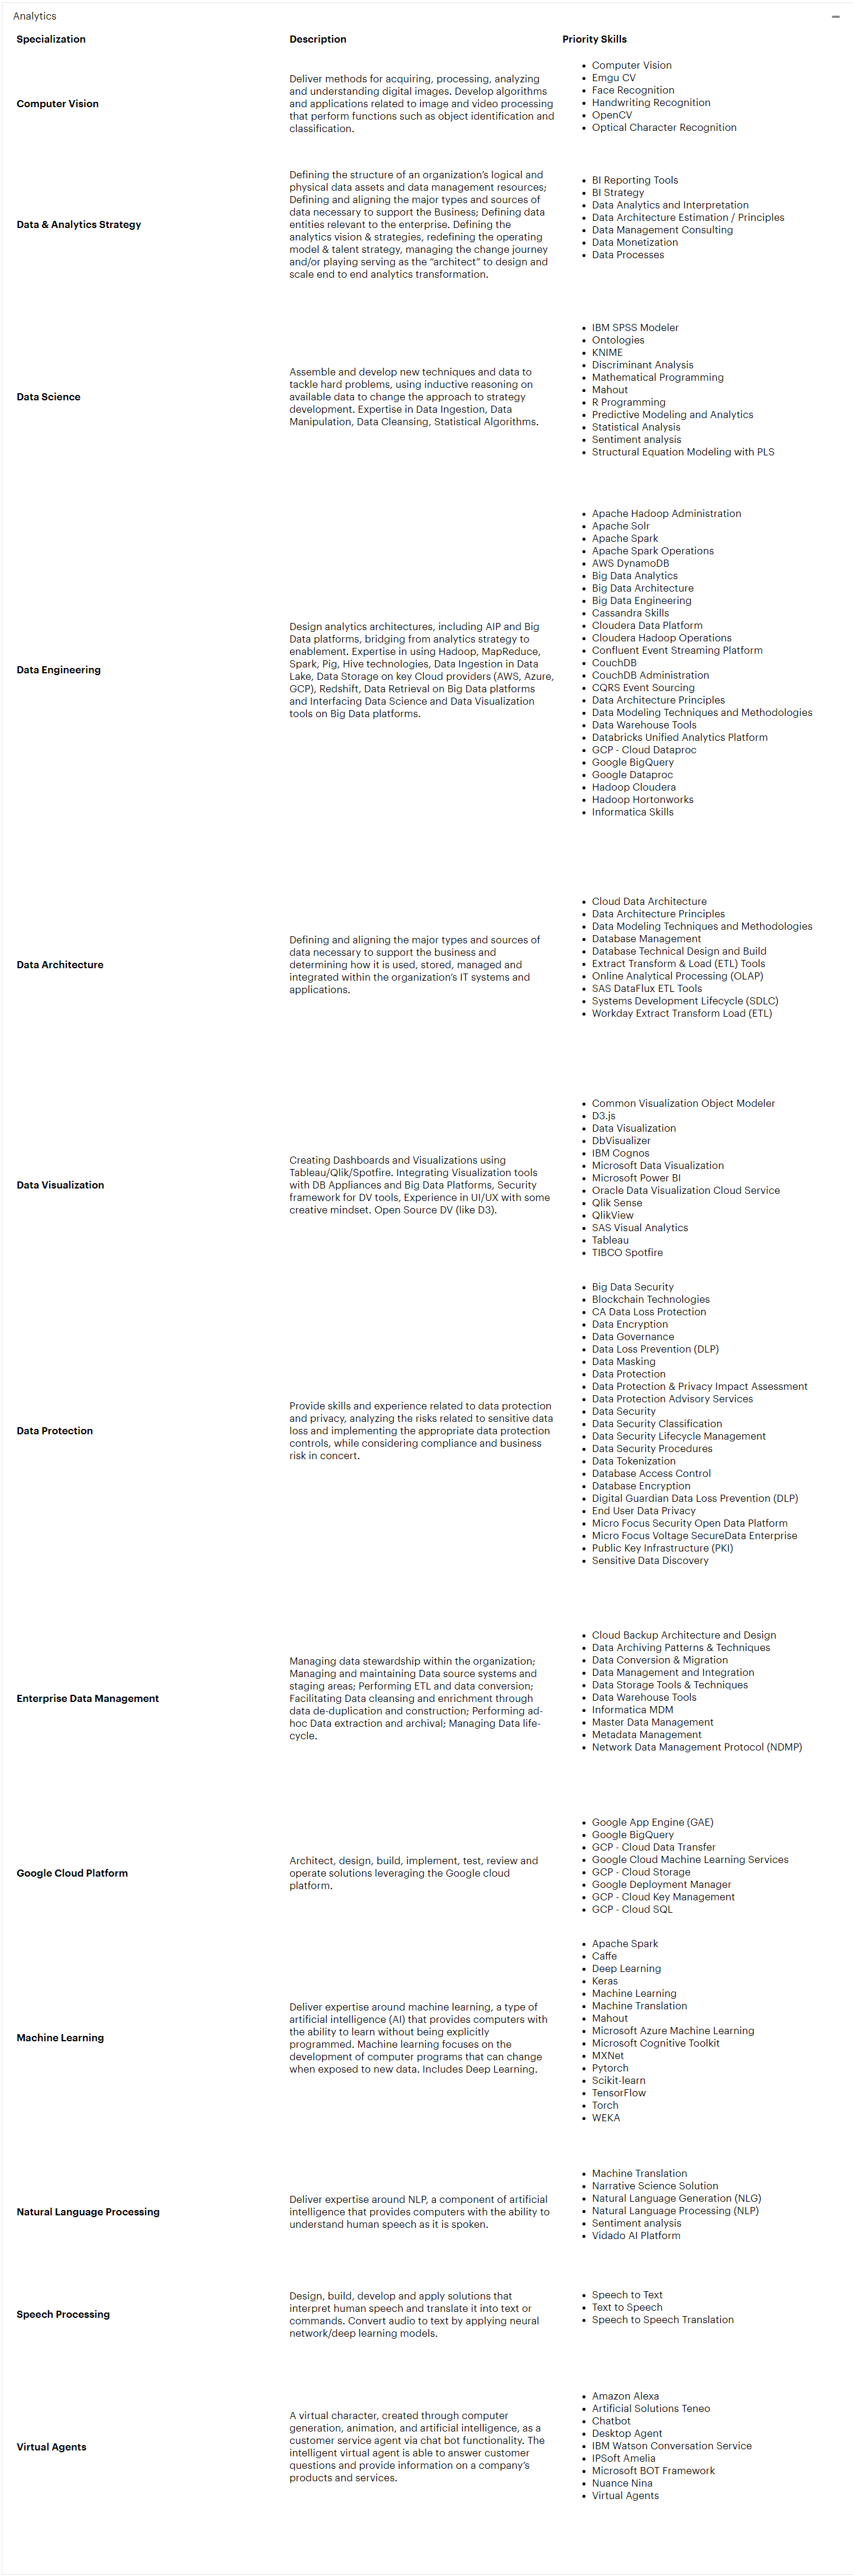 Analytics
Specialization Description Priority Skills
Computer Vision
Deliver methods for acquiring, processing, analyzing
and understanding digital images. Develop algorithms
and applications related to image and video processing
that perform functions such as object identification and
classification.
Computer Vision
Emgu CV
Face Recognition
Handwriting Recognition
OpenCV
Optical Character Recognition
Data & Analytics Strategy
Defining the structure of an organization’s logical and
physical data assets and data management resources;
Defining and aligning the major types and sources of
data necessary to support the Business; Defining data
entities relevant to the enterprise. Defining the
analytics vision & strategies, redefining the operating
model & talent strategy, managing the change journey
and/or playing serving as the “architect” to design and
scale end to end analytics transformation.
BI Reporting Tools
BI Strategy
Data Analytics and Interpretation
Data Architecture Estimation / Principles
Data Management Consulting
Data Monetization
Data Processes
Data Science
Assemble and develop new techniques and data to
tackle hard problems, using inductive reasoning on
available data to change the approach to strategy
development. Expertise in Data Ingestion, Data
Manipulation, Data Cleansing, Statistical Algorithms.
IBM SPSS Modeler
Ontologies
KNIME
Discriminant Analysis
Mathematical Programming
Mahout
R Programming
Predictive Modeling and Analytics
Statistical Analysis
Sentiment analysis
Structural Equation Modeling with PLS
Data Engineering
Design analytics architectures, including AIP and Big
Data platforms, bridging from analytics strategy to
enablement. Expertise in using Hadoop, MapReduce,
Spark, Pig, Hive technologies, Data Ingestion in Data
Lake, Data Storage on key Cloud providers (AWS, Azure,
GCP), Redshift, Data Retrieval on Big Data platforms
and Interfacing Data Science and Data Visualization
tools on Big Data platforms.
Apache Hadoop Administration
Apache Solr
Apache Spark
Apache Spark Operations
AWS DynamoDB
Big Data Analytics
Big Data Architecture
Big Data Engineering
Cassandra Skills
Cloudera Data Platform
Cloudera Hadoop Operations
Confluent Event Streaming Platform
CouchDB
CouchDB Administration
CQRS Event Sourcing
Data Architecture Principles
Data Modeling Techniques and Methodologies
Data Warehouse Tools
Databricks Unified Analytics Platform
GCP - Cloud Dataproc
Google BigQuery
Google Dataproc
Hadoop Cloudera
Hadoop Hortonworks
Informatica Skills
Data Architecture
Defining and aligning the major types and sources of
data necessary to support the business and
determining how it is used, stored, managed and
integrated within the organization’s IT systems and
applications.
Cloud Data Architecture
Data Architecture Principles
Data Modeling Techniques and Methodologies
Database Management
Database Technical Design and Build
Extract Transform & Load (ETL) Tools
Online Analytical Processing (OLAP)
SAS DataFlux ETL Tools
Systems Development Lifecycle (SDLC)
Workday Extract Transform Load (ETL)
Data Visualization
Creating Dashboards and Visualizations using
Tableau/Qlik/Spotfire. Integrating Visualization tools
with DB Appliances and Big Data Platforms, Security
framework for DV tools, Experience in UI/UX with some
creative mindset. Open Source DV (like D3).
Common Visualization Object Modeler
D3.js
Data Visualization
DbVisualizer
IBM Cognos
Microsoft Data Visualization
Microsoft Power BI
Oracle Data Visualization Cloud Service
Qlik Sense
QlikView
SAS Visual Analytics
Tableau
TIBCO Spotfire
Data Protection
Provide skills and experience related to data protection
and privacy, analyzing the risks related to sensitive data
loss and implementing the appropriate data protection
controls, while considering compliance and business
risk in concert.
Big Data Security
Blockchain Technologies
CA Data Loss Protection
Data Encryption
Data Governance
Data Loss Prevention (DLP)
Data Masking
Data Protection
Data Protection & Privacy Impact Assessment
Data Protection Advisory Services
Data Security
Data Security Classification
Data Security Lifecycle Management
Data Security Procedures
Data Tokenization
Database Access Control
Database Encryption
Digital Guardian Data Loss Prevention (DLP)
End User Data Privacy
Micro Focus Security Open Data Platform
Micro Focus Voltage SecureData Enterprise
Public Key Infrastructure (PKI)
Sensitive Data Discovery
Enterprise Data Management
Managing data stewardship within the organization;
Managing and maintaining Data source systems and
staging areas; Performing ETL and data conversion;
Facilitating Data cleansing and enrichment through
data de-duplication and construction; Performing ad-
hoc Data extraction and archival; Managing Data life-
cycle.
Cloud Backup Architecture and Design
Data Archiving Patterns & Techniques
Data Conversion & Migration
Data Management and Integration
Data Storage Tools & Techniques
Data Warehouse Tools
Informatica MDM
Master Data Management
Metadata Management
Network Data Management Protocol (NDMP)
Google Cloud Platform
Architect, design, build, implement, test, review and
operate solutions leveraging the Google cloud
platform.
Google App Engine (GAE)
Google BigQuery
GCP - Cloud Data Transfer
Google Cloud Machine Learning Services
GCP - Cloud Storage
Google Deployment Manager
GCP - Cloud Key Management
GCP - Cloud SQL
Machine Learning
Deliver expertise around machine learning, a type of
artificial intelligence (AI) that provides computers with
the ability to learn without being explicitly
programmed. Machine learning focuses on the
development of computer programs that can change
when exposed to new data. Includes Deep Learning.
Apache Spark
Caffe
Deep Learning
Keras
Machine Learning
Machine Translation
Mahout
Microsoft Azure Machine Learning
Microsoft Cognitive Toolkit
MXNet
Pytorch
Scikit-learn
TensorFlow
Torch
WEKA
Natural Language Processing
Deliver expertise around NLP, a component of artificial
intelligence that provides computers with the ability to
understand human speech as it is spoken.
Machine Translation
Narrative Science Solution
Natural Language Generation (NLG)
Natural Language Processing (NLP)
Sentiment analysis
Vidado AI Platform
Speech Processing
Design, build, develop and apply solutions that
interpret human speech and translate it into text or
commands. Convert audio to text by applying neural
network/deep learning models.
Speech to Text
Text to Speech
Speech to Speech Translation
Virtual Agents
A virtual character, created through computer
generation, animation, and artificial intelligence, as a
customer service agent via chat bot functionality. The
intelligent virtual agent is able to answer customer
questions and provide information on a company’s
products and services.
Amazon Alexa
Artificial Solutions Teneo
Chatbot
Desktop Agent
IBM Watson Conversation Service
IPSoft Amelia
Microsoft BOT Framework
Nuance Nina
Virtual Agents